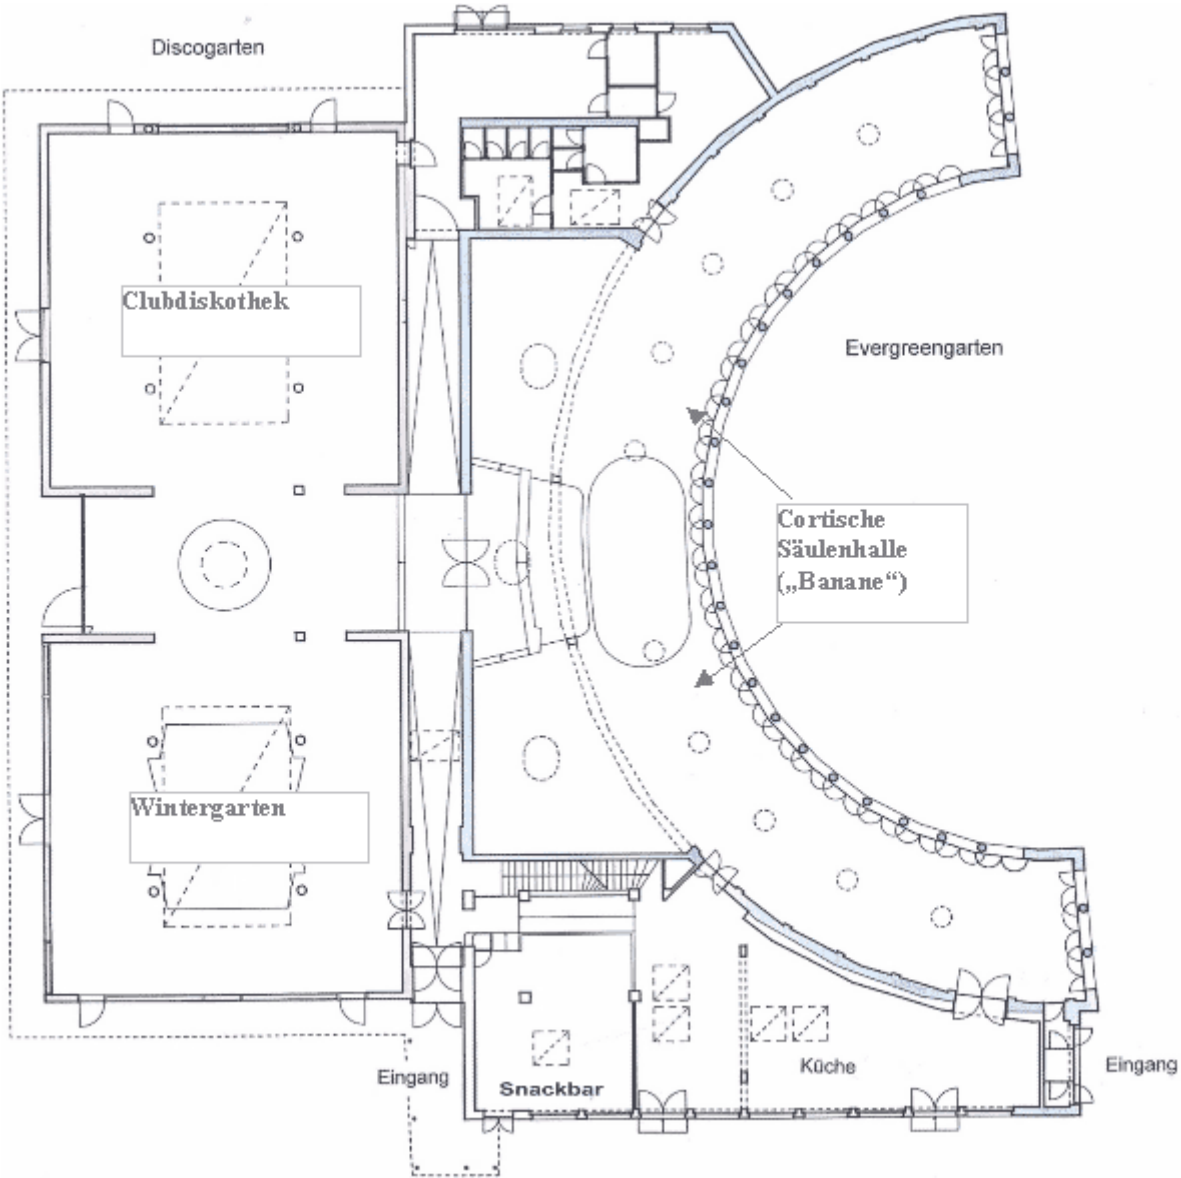 Discogarten
Clubdiskothek
Evergreengarten
Cortische
Säulenhalle
(„Banane“)
Wintergarten
Eingang
Snackbar
Küche
Eingang